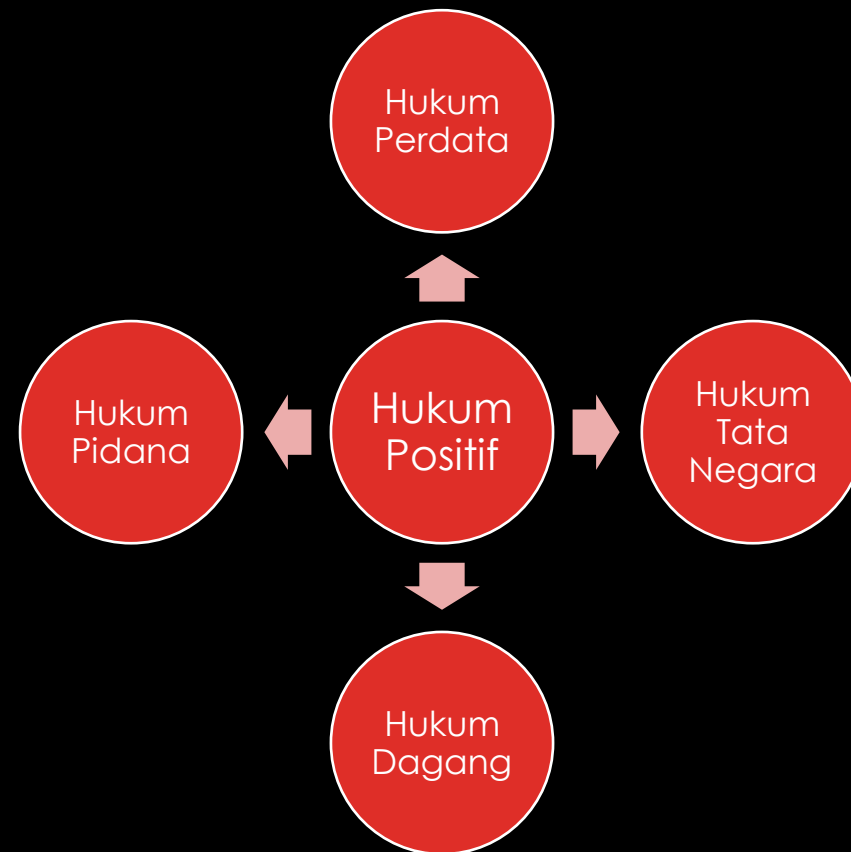 Hukum
Perdata
Hukum
Pidana
Hukum
Positif
Hukum
Tata
Negara
Hukum
Dagang